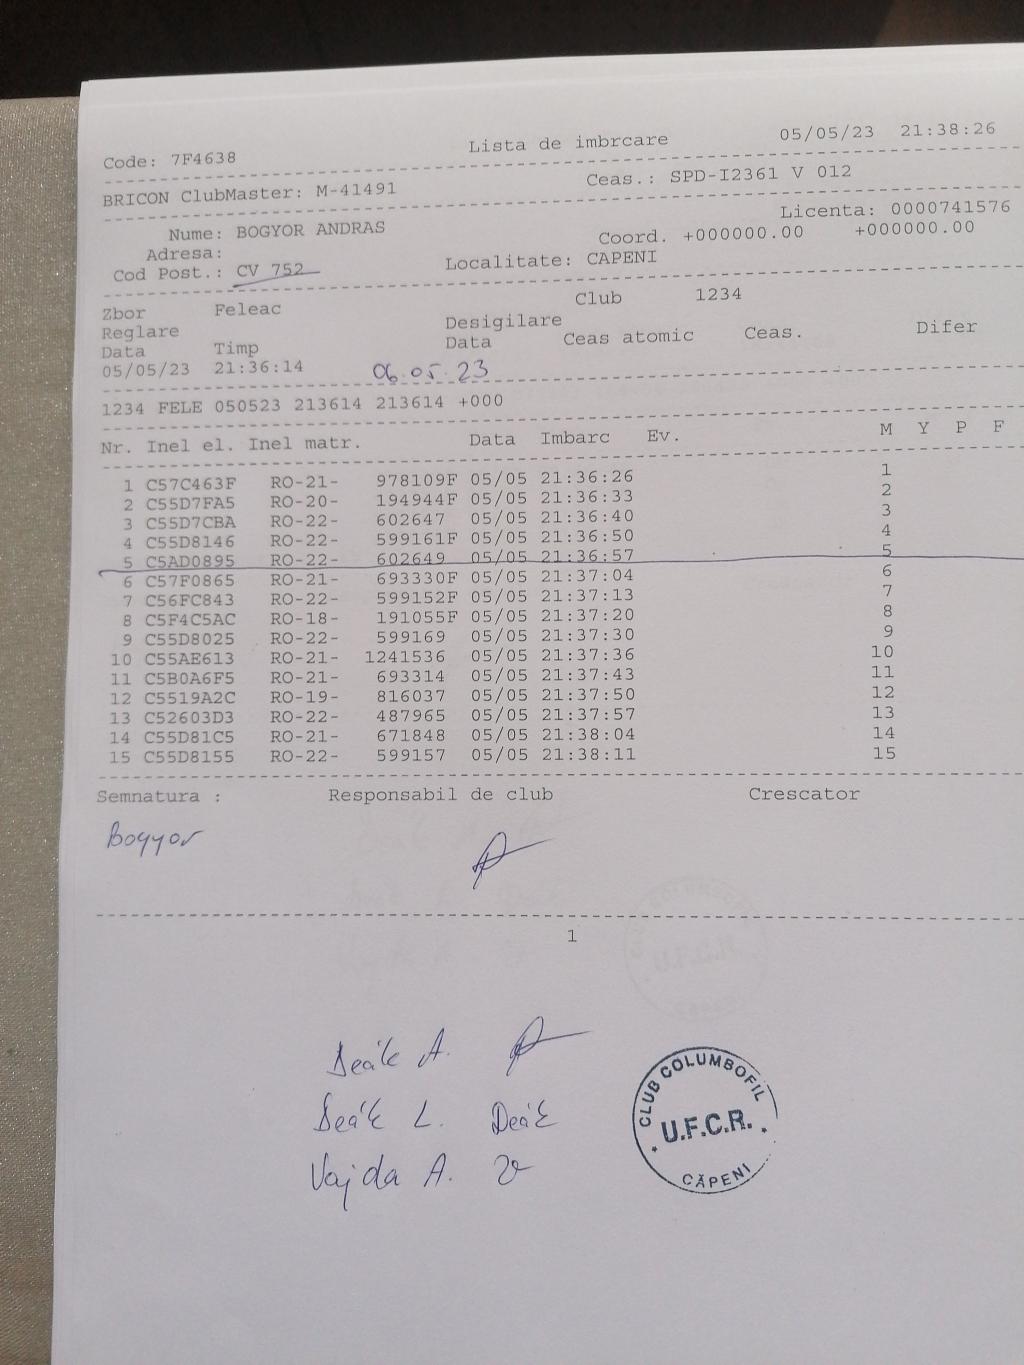 Code: 7F4638 Lista de imbrcare 05/05/23 21:38:26
BRICON ClubMaster: M-41491 Ceas.: SPD-I2361 V 012
Licenta: 0000741576
Nume: BOGYOR ANDRAS Coord. +000000.00 +000000.00
Adresa:
Cod Post.: CV 752 Localitate: CAPENI
Zbor Feleac Club 1234
Reglare Desigilare
Data Timp Data Ceas atomic Ceas. Difer
05/05/23 21:36:14 06.05.23
1234 FELE 050523 213614 213614 +000
Nr. Inel el. Inel matr. Data Imbarc Ev. M Y P F
1 C57C463F RO-21- 978109F 05/05 21:36:26 1
2 C55D7FA5 RO-20- 194944F 05/05 21:36:33 2
3 C55D7CBA RO-22- 602647 05/05 21:36:40 3
4 C55D8146 RO-22- 599161F 05/05 21:36:50 4
5 C5AD0895 RO-22- 602649 05/05 21:36:57 5
6 C57F0865 RO-21- 693330F 05/05 21:37:04 6
7 C56FC843 RO-22- 599152F 05/05 21:37:13 7
8 C5F4C5AC RO-18- 191055F 05/05 21:37:20 8
9 C55D8025 RO-22- 599169 05/05 21:37:30 9
10 C55AE613 RO-21- 1241536 05/05 21:37:36 10
11 C5B0A6F5 RO-21- 693314 05/05 21:37:43 11
12 C5519A2C RO-19- 816037 05/05 21:37:50 12
13 C52603D3 RO-22- 487965 05/05 21:37:57 13
14 C55D81C5 RO-21- 671848 05/05 21:38:04 14
15 C55D8155 RO-22- 599157 05/05 21:38:11 15
Semnatura : Responsabil de club Crescator
Bogyor
1
Deák A.
Deák L. Deák
Vajda A.
CLUB COLUMBOFIL
U.F.C.R.
CĂPENI